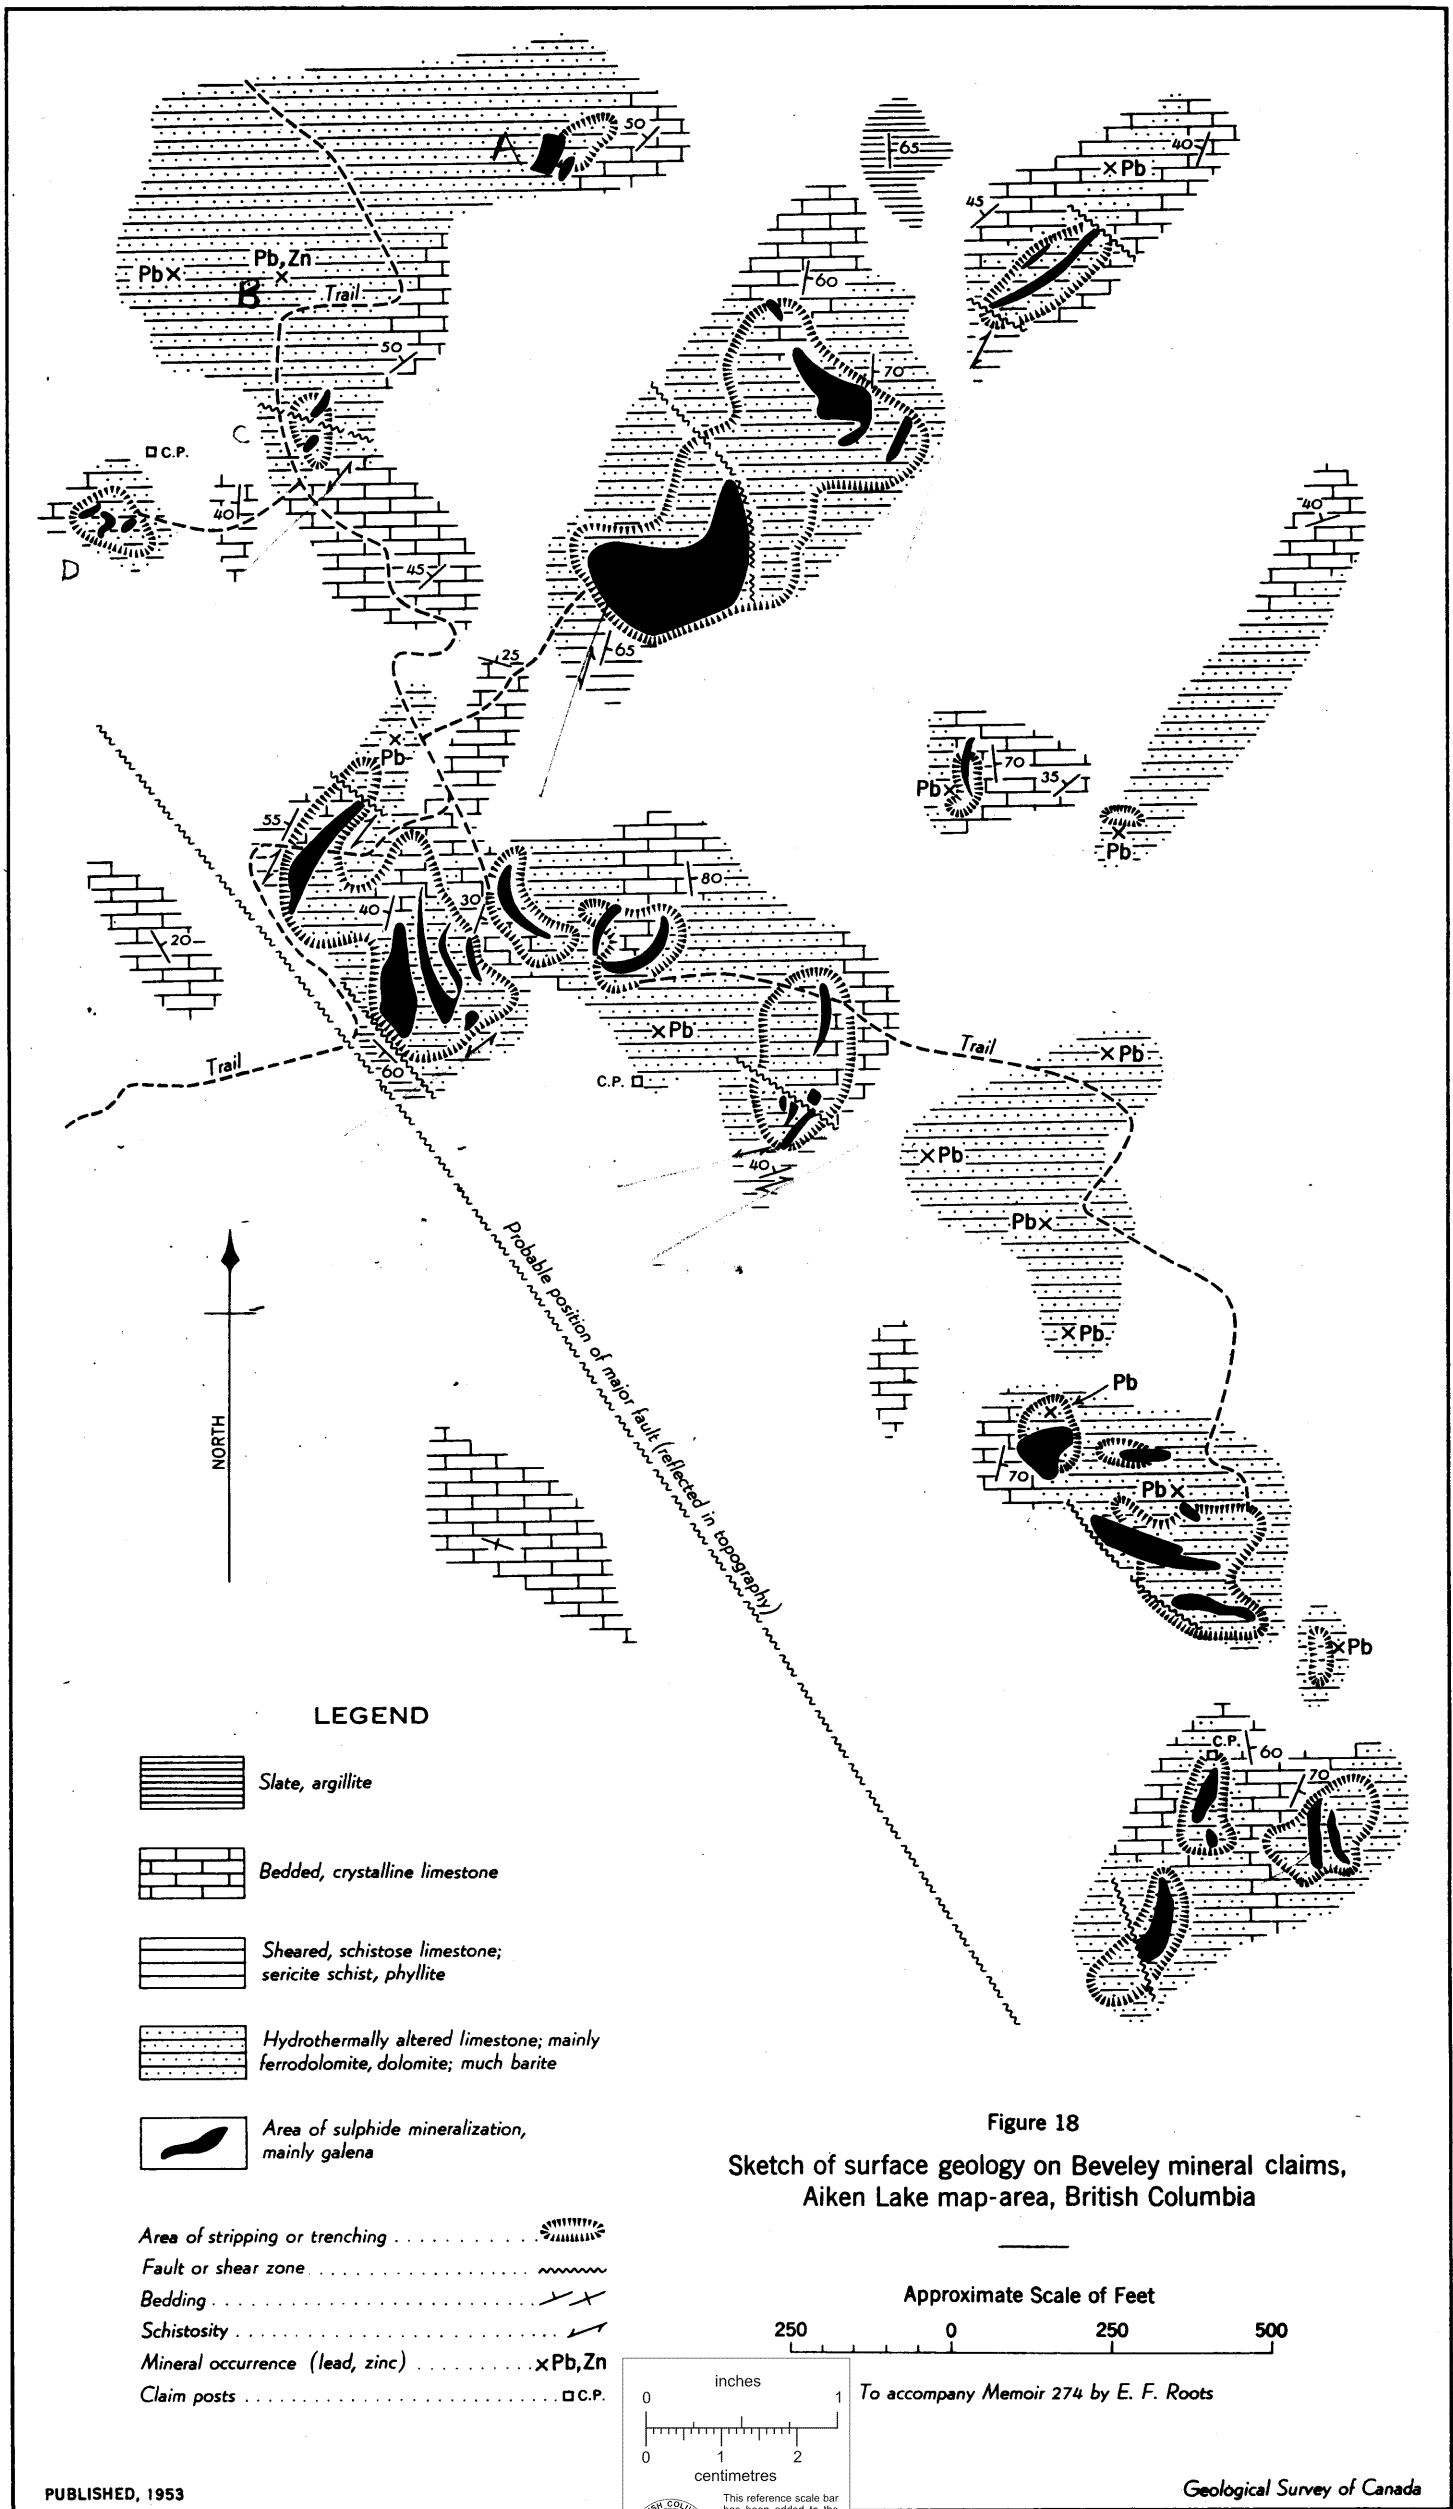 A
50
65
40
×Pb
45
Pb×
Pb,Zn
×
B
Trail
60
50
70
C
C.P.
40
D
40
45
65
25
×
Pb
70
35
Pb×
×
Pb
55
80
40
30
20
×Pb
Trail
×Pb
Trail
60
C.P.
×Pb
40
Pb×
Probable position of major fault (reflected in topography)
×Pb
Pb
×
NORTH
70
Pb×
×Pb
C.P.
60
70
LEGEND
Slate, argillite
Bedded, crystalline limestone
Sheared, schistose limestone;
sericite schist, phyllite
Hydrothermally altered limestone; mainly
ferrodolomite, dolomite; much barite
Area of sulphide mineralization,
mainly galena
Area of stripping or trenching
Fault or shear zone
Bedding
Schistosity
Mineral occurrence (lead, zinc) ×Pb,Zn
Claim posts C.P.
Figure 18
Sketch of surface geology on Beveley mineral claims,
Aiken Lake map-area, British Columbia
Approximate Scale of Feet
250 0 250 500
To accompany Memoir 274 by E. F. Roots
inches
0 1
0 1 2
centimetres
This reference scale bar
has been added to the
PUBLISHED, 1953
Geological Survey of Canada